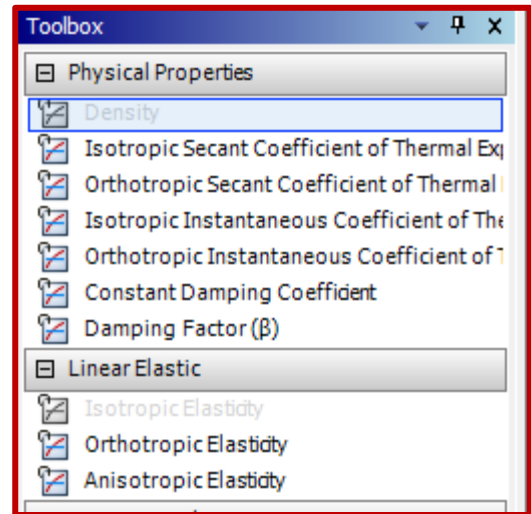 Toolbox
Physical Properties
Density
Isotropic Secant Coefficient of Thermal Exp
Orthotropic Secant Coefficient of Thermal
Isotropic Instantaneous Coefficient of The
Orthotropic Instantaneous Coefficient of T
Constant Damping Coefficient
Damping Factor (β)
Linear Elastic
Isotropic Elasticity
Orthotropic Elasticity
Anisotropic Elasticity